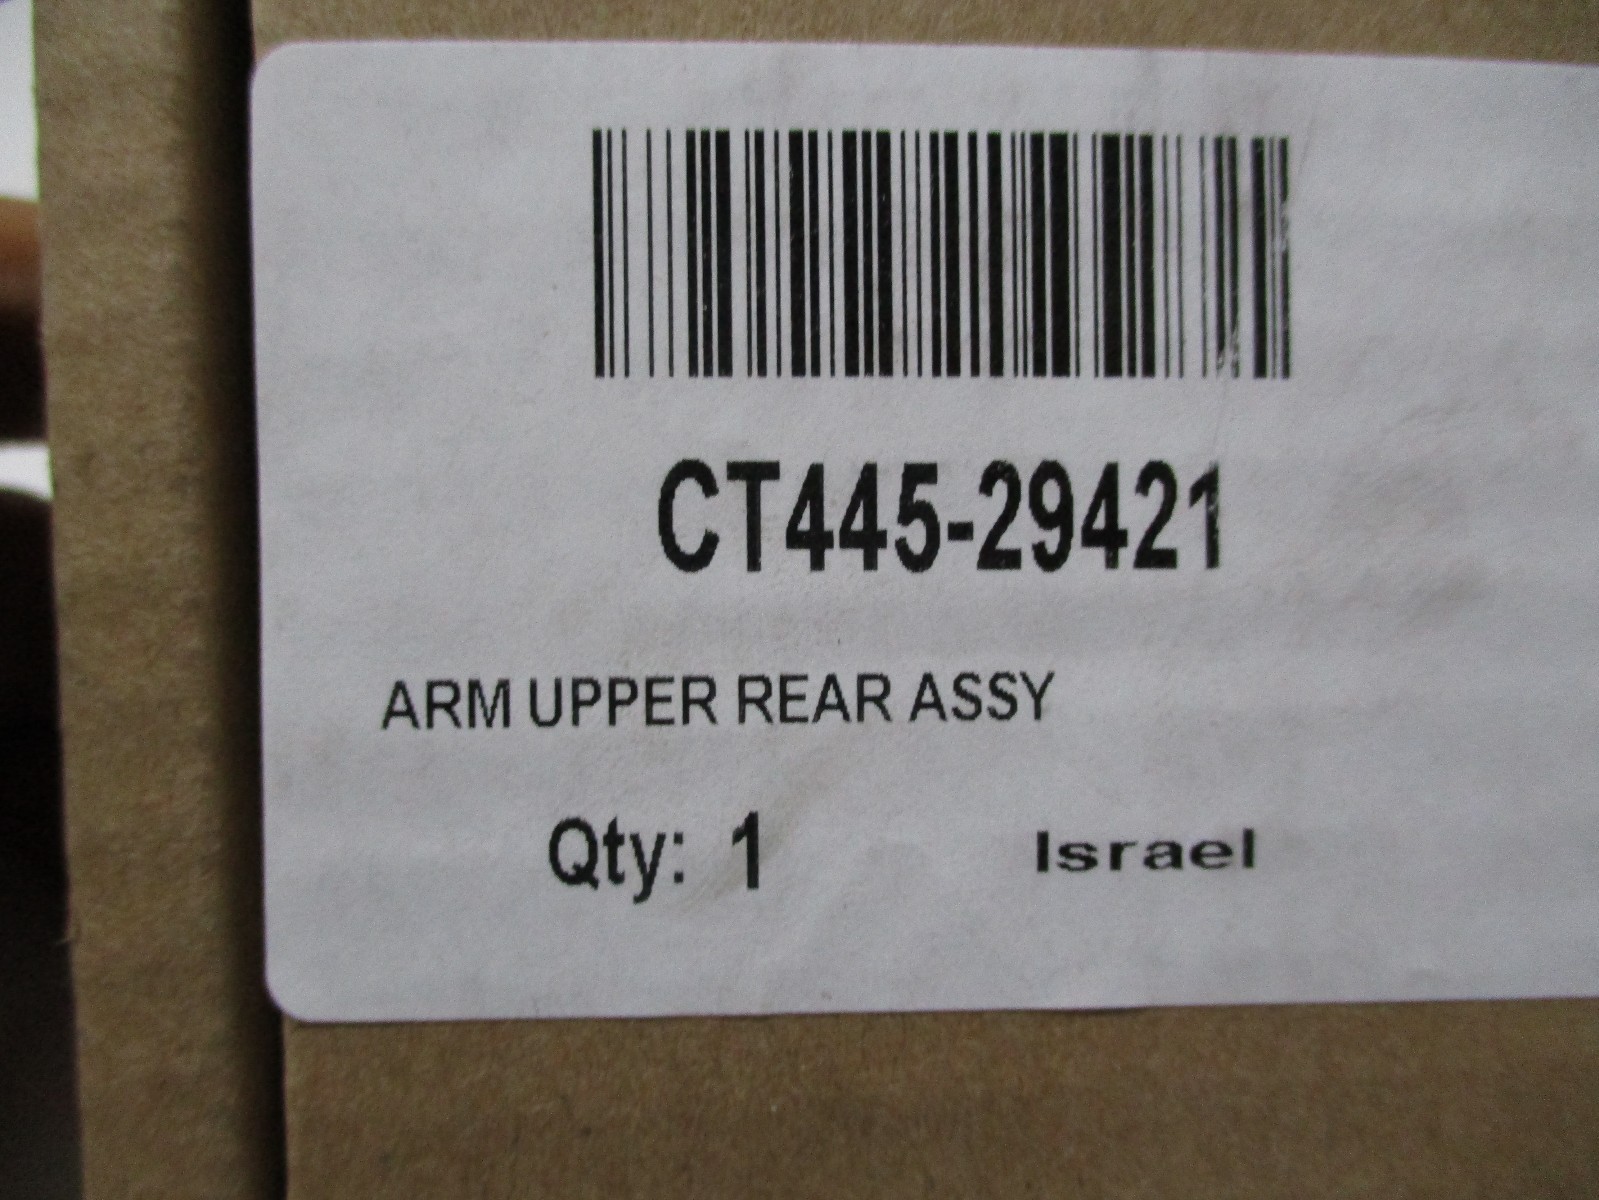 CT445-29421
ARM UPPER REAR ASSY
Qty: 1 Israel